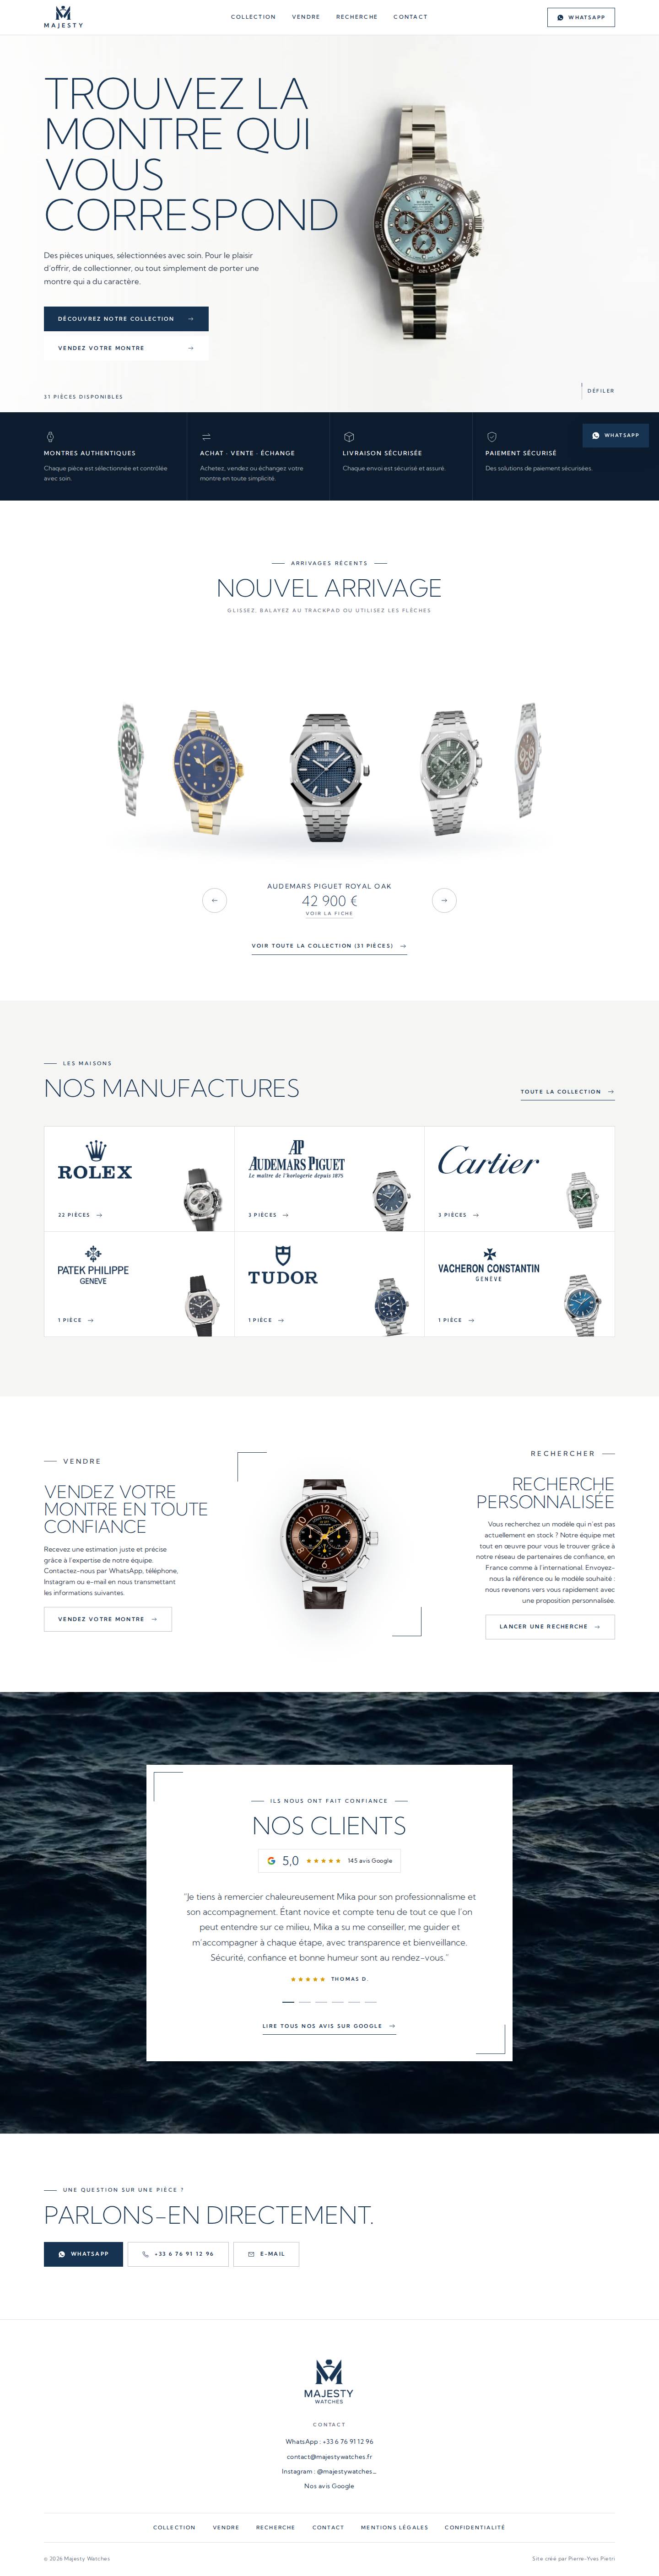 MAJESTY
COLLECTION VENDRE RECHERCHE CONTACT
WHATSAPP
TROUVEZ LA
MONTRE QUI
VOUS
CORRESPOND
Des pièces uniques, sélectionnées avec soin. Pour le plaisir
d'offrir, de collectionner, ou tout simplement de porter une
montre qui a du caractère.
DÉCOUVREZ NOTRE COLLECTION →
VENDEZ VOTRE MONTRE →
31 PIÈCES DISPONIBLES
DÉFILER
MONTRES AUTHENTIQUES
Chaque pièce est sélectionnée et contrôlée
avec soin.
ACHAT · VENTE · ÉCHANGE
Achetez, vendez ou échangez votre
montre en toute simplicité.
LIVRAISON SÉCURISÉE
Chaque envoi est sécurisé et assuré.
PAIEMENT SÉCURISÉ
Des solutions de paiement sécurisées.
WHATSAPP
ARRIVAGES RÉCENTS
NOUVEL ARRIVAGE
GLISSEZ, BALAYEZ AU TRACKPAD OU UTILISEZ LES FLÈCHES
AUDEMARS PIGUET ROYAL OAK
42 900 €
VOIR LA FICHE
VOIR TOUTE LA COLLECTION (31 PIÈCES) →
LES MAISONS
NOS MANUFACTURES
TOUTE LA COLLECTION →
ROLEX
22 PIÈCES →
AP
AUDEMARS PIGUET
Le maître de l'horlogerie depuis 1875
3 PIÈCES →
Cartier
3 PIÈCES →
PATEK PHILIPPE
GENEVE
1 PIÈCE →
TUDOR
1 PIÈCE →
VACHERON CONSTANTIN
GENÈVE
1 PIÈCE →
VENDRE
VENDEZ VOTRE
MONTRE EN TOUTE
CONFIANCE
Recevez une estimation juste et précise
grâce à l'expertise de notre équipe.
Contactez-nous par WhatsApp, téléphone,
Instagram ou e-mail en nous transmettant
les informations suivantes.
VENDEZ VOTRE MONTRE →
RECHERCHER
RECHERCHE
PERSONNALISÉE
Vous recherchez un modèle qui n'est pas
actuellement en stock ? Notre équipe met
tout en œuvre pour vous le trouver grâce à
notre réseau de partenaires de confiance, en
France comme à l'international. Envoyez-
nous la référence ou le modèle souhaité :
nous revenons vers vous rapidement avec
une proposition personnalisée.
LANCER UNE RECHERCHE →
ILS NOUS ONT FAIT CONFIANCE
NOS CLIENTS
5,0 ★★★★★ 145 avis Google
"Je tiens à remercier chaleureusement Mika pour son professionnalisme et
son accompagnement. Étant novice et compte tenu de tout ce que l'on
peut entendre sur ce milieu, Mika a su me conseiller, me guider et
m'accompagner à chaque étape, avec transparence et bienveillance.
Sécurité, confiance et bonne humeur sont au rendez-vous."
★★★★★ THOMAS D.
LIRE TOUS NOS AVIS SUR GOOGLE →
UNE QUESTION SUR UNE PIÈCE ?
PARLONS-EN DIRECTEMENT.
WHATSAPP
+33 6 76 91 12 96
E-MAIL
MAJESTY
WATCHES
CONTACT
WhatsApp : +33 6 76 91 12 96
contact@majestywatches.fr
Instagram : @majestywatches_
Nos avis Google
COLLECTION VENDRE RECHERCHE CONTACT MENTIONS LÉGALES CONFIDENTIALITÉ
© 2026 Majesty Watches
Site créé par Pierre-Yves Pietri